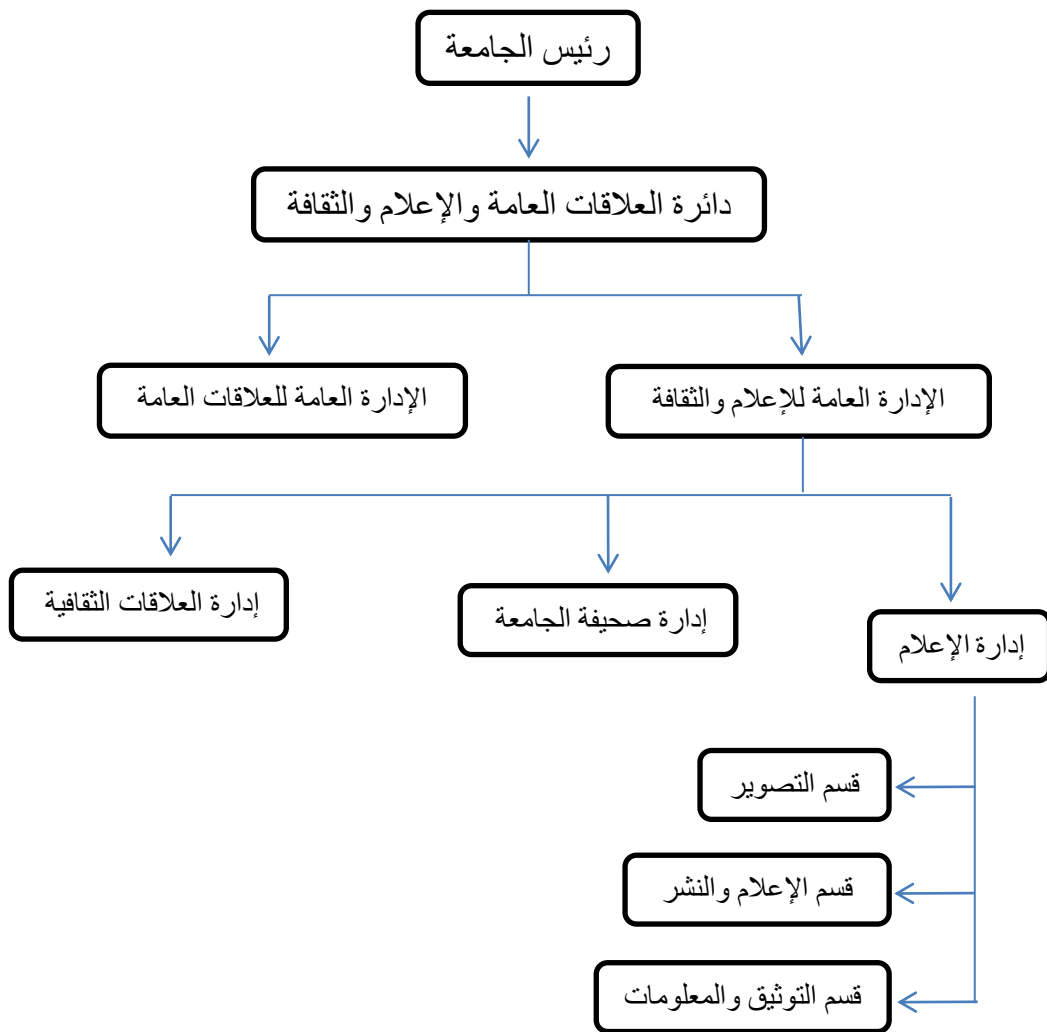 رئيس الجامعة
دائرة العلاقات العامة والإعلام والثقافة
الإدارة العامة للإعلام والثقافة
الإدارة العامة للعلاقات العامة
إدارة الإعلام
إدارة صحيفة الجامعة
إدارة العلاقات الثقافية
قسم التصوير
قسم الإعلام والنشر
قسم التوثيق والمعلومات